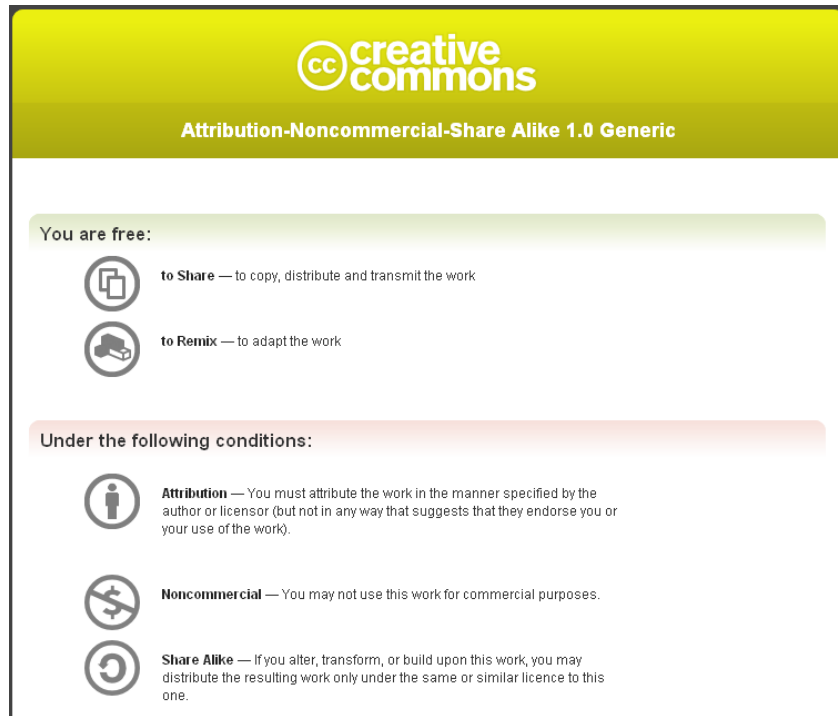 cc creative
commons
Attribution-Noncommercial-Share Alike 1.0 Generic
You are free:
to Share — to copy, distribute and transmit the work
to Remix — to adapt the work
Under the following conditions:
Attribution — You must attribute the work in the manner specified by the
author or licensor (but not in any way that suggests that they endorse you or
your use of the work).
Noncommercial — You may not use this work for commercial purposes.
Share Alike — If you alter, transform, or build upon this work, you may
distribute the resulting work only under the same or similar licence to this
one.